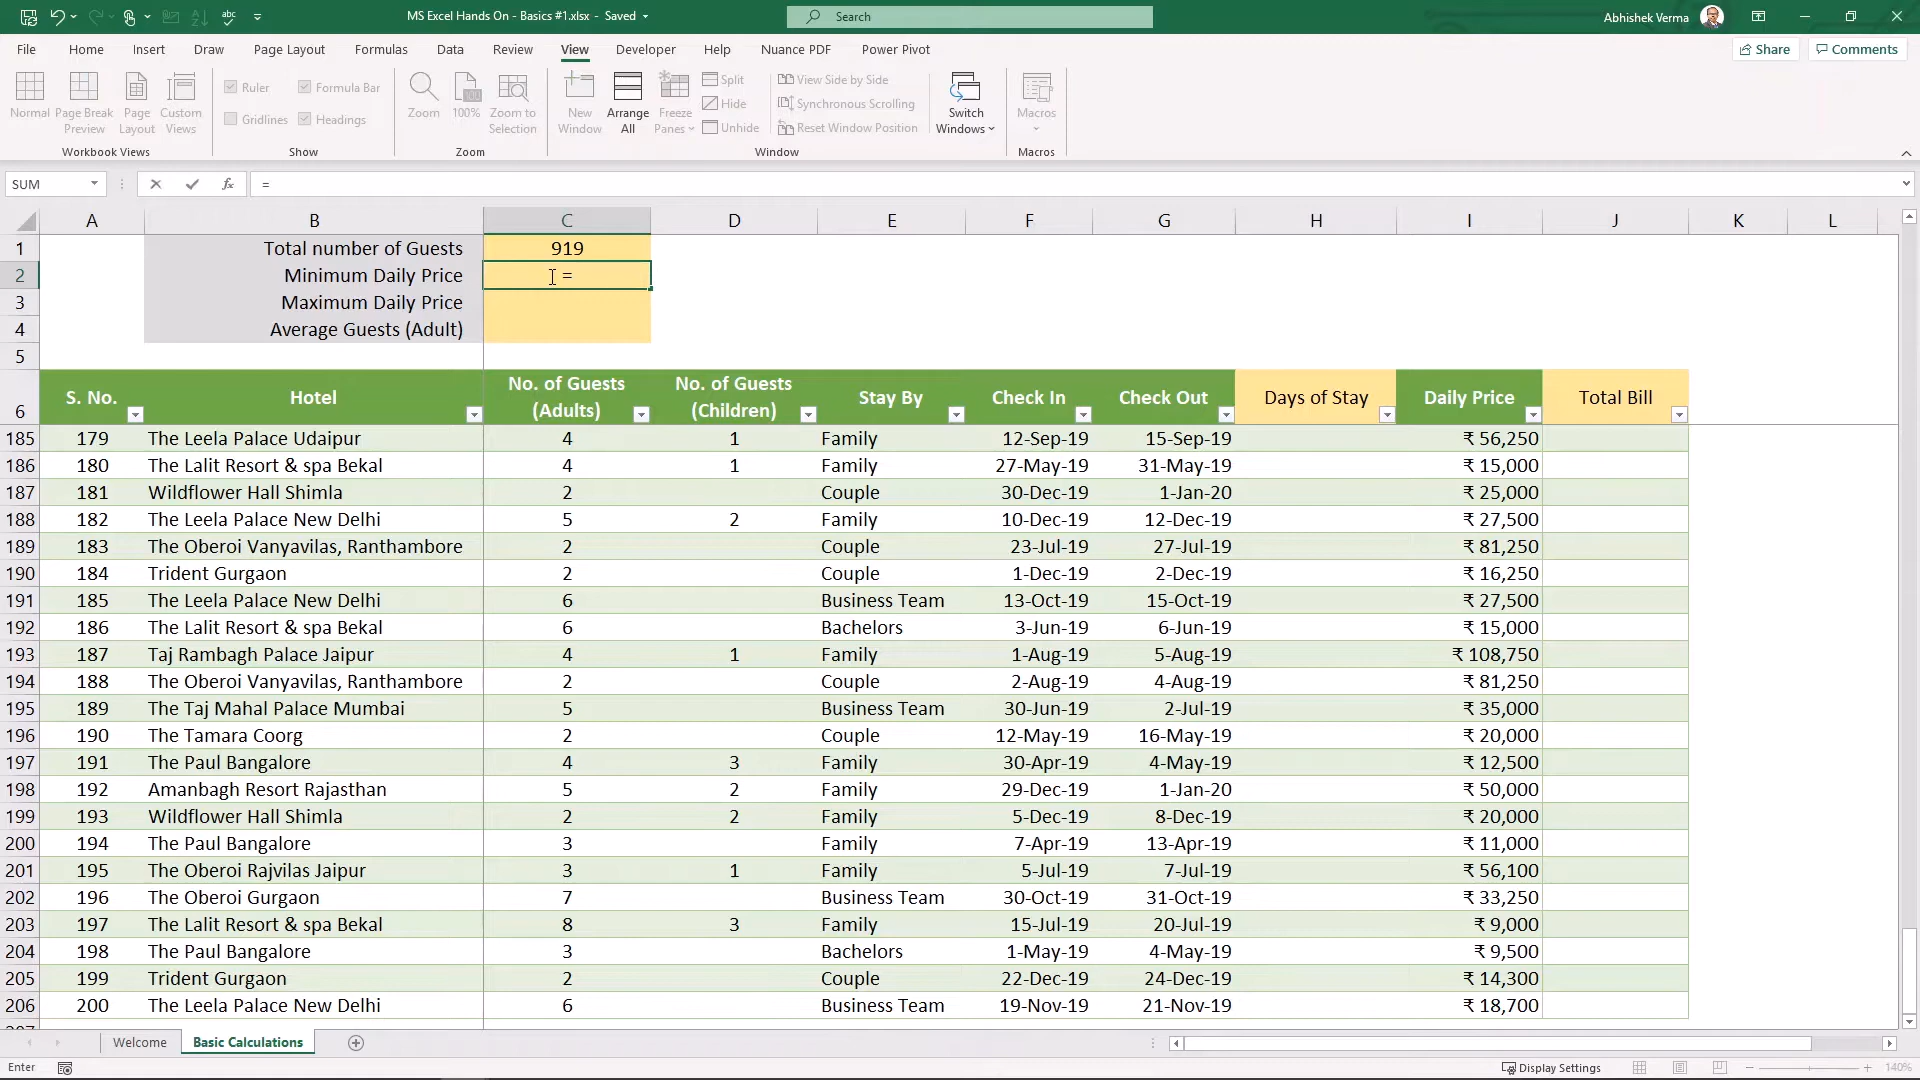 abc
MS Excel Hands On - Basics #1.xlsx - Saved
Search
Abhishek Verma
File Home Insert Draw Page Layout Formulas Data Review View Developer Help Nuance PDF Power Pivot
Share Comments
Normal
Page Break Preview
Page Layout
Custom Views
Workbook Views
Ruler
Formula Bar
Gridlines
Headings
Show
Zoom
100%
Zoom to Selection
Zoom
New Window
Arrange All
Freeze Panes
Split
Hide
Unhide
View Side by Side
Synchronous Scrolling
Reset Window Position
Switch Windows
Window
Macros
Macros
SUM fx =
A B C D E F G H I J K L
1 Total number of Guests 919
2 Minimum Daily Price =
3 Maximum Daily Price
4 Average Guests (Adult)
5
6 S. No. Hotel No. of Guests (Adults) No. of Guests (Children) Stay By Check In Check Out Days of Stay Daily Price Total Bill
185 179 The Leela Palace Udaipur 4 1 Family 12-Sep-19 15-Sep-19 ₹ 56,250
186 180 The Lalit Resort & spa Bekal 4 1 Family 27-May-19 31-May-19 ₹ 15,000
187 181 Wildflower Hall Shimla 2 Couple 30-Dec-19 1-Jan-20 ₹ 25,000
188 182 The Leela Palace New Delhi 5 2 Family 10-Dec-19 12-Dec-19 ₹ 27,500
189 183 The Oberoi Vanyavilas, Ranthambore 2 Couple 23-Jul-19 27-Jul-19 ₹ 81,250
190 184 Trident Gurgaon 2 Couple 1-Dec-19 2-Dec-19 ₹ 16,250
191 185 The Leela Palace New Delhi 6 Business Team 13-Oct-19 15-Oct-19 ₹ 27,500
192 186 The Lalit Resort & spa Bekal 6 Bachelors 3-Jun-19 6-Jun-19 ₹ 15,000
193 187 Taj Rambagh Palace Jaipur 4 1 Family 1-Aug-19 5-Aug-19 ₹ 108,750
194 188 The Oberoi Vanyavilas, Ranthambore 2 Couple 2-Aug-19 4-Aug-19 ₹ 81,250
195 189 The Taj Mahal Palace Mumbai 5 Business Team 30-Jun-19 2-Jul-19 ₹ 35,000
196 190 The Tamara Coorg 2 Couple 12-May-19 16-May-19 ₹ 20,000
197 191 The Paul Bangalore 4 3 Family 30-Apr-19 4-May-19 ₹ 12,500
198 192 Amanbagh Resort Rajasthan 5 2 Family 29-Dec-19 1-Jan-20 ₹ 50,000
199 193 Wildflower Hall Shimla 2 2 Family 5-Dec-19 8-Dec-19 ₹ 20,000
200 194 The Paul Bangalore 3 Family 7-Apr-19 13-Apr-19 ₹ 11,000
201 195 The Oberoi Rajvilas Jaipur 3 1 Family 5-Jul-19 7-Jul-19 ₹ 56,100
202 196 The Oberoi Gurgaon 7 Business Team 30-Oct-19 31-Oct-19 ₹ 33,250
203 197 The Lalit Resort & spa Bekal 8 3 Family 15-Jul-19 20-Jul-19 ₹ 9,000
204 198 The Paul Bangalore 3 Bachelors 1-May-19 4-May-19 ₹ 9,500
205 199 Trident Gurgaon 2 Couple 22-Dec-19 24-Dec-19 ₹ 14,300
206 200 The Leela Palace New Delhi 6 Business Team 19-Nov-19 21-Nov-19 ₹ 18,700
Welcome Basic Calculations
Enter Display Settings 140%